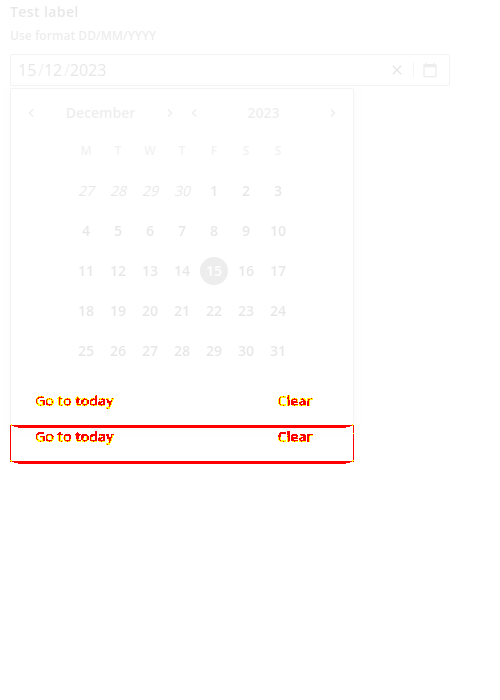 Test label
Use format DD/MM/YYYY
15/12/2023
December 2023
M T W T F S S
27 28 29 30 1 2 3
4 5 6 7 8 9 10
11 12 13 14 15 16 17
18 19 20 21 22 23 24
25 26 27 28 29 30 31
Go to today Clear
Go to today Clear